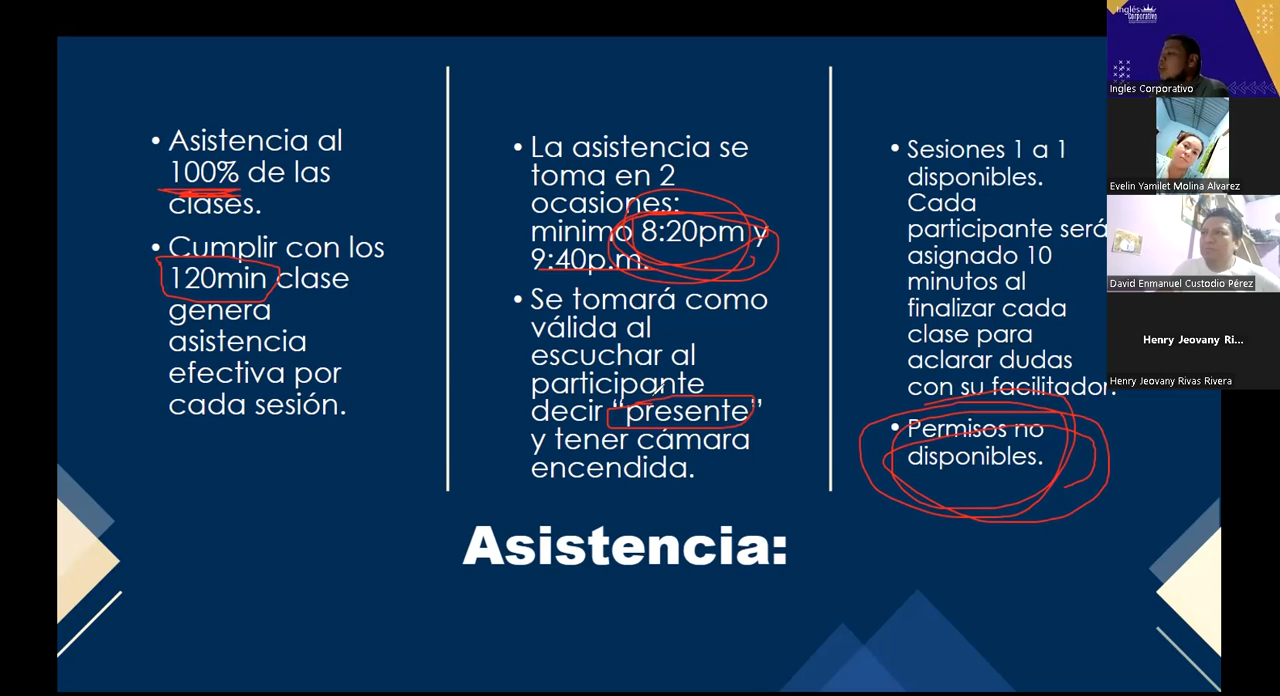 • Asistencia al
100% de las
clases.
• Cumplir con los
120min clase
genera
asistencia
efectiva por
cada sesión.
• La asistencia se
toma en 2
ocasiones:
minimo 8:20pm y
9:40p.m.
• Se tomará como
válida al
escuchar al
participante
decir “presente”
y tener cámara
encendida.
• Sesiones 1 a 1
disponibles.
Cada
participante será
asignado 10
minutos al
finalizar cada
clase para
aclarar dudas
con su facilitador.
• Permisos no
disponibles.
Asistencia:
Inglés
corporativo
Ingles Corporativo
Evelin Yamilet Molina Alvarez
David Enmanuel Custodio Pérez
Henry Jeovany Ri...
Henry Jeovany Rivas Rivera